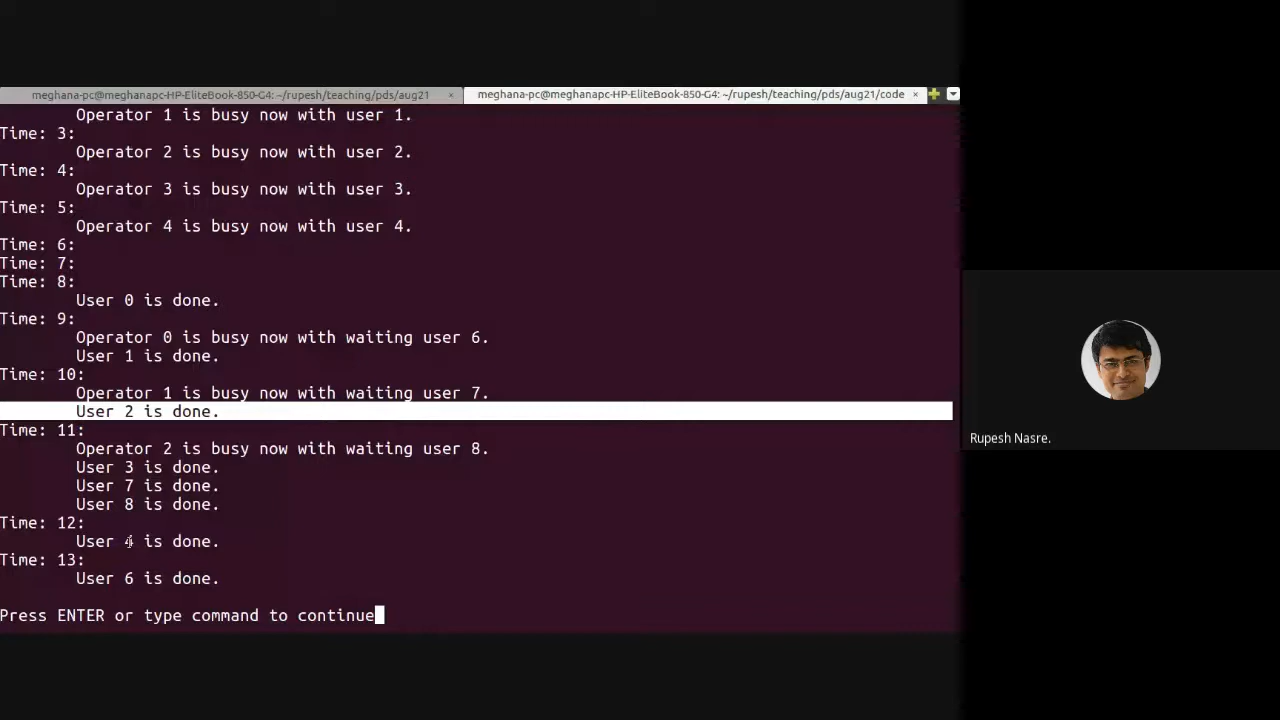 meghana-pc@meghanapc-HP-EliteBook-850-G4: ~/rupesh/teaching/pds/aug21
meghana-pc@meghanapc-HP-EliteBook-850-G4: ~/rupesh/teaching/pds/aug21/code
Operator 1 is busy now with user 1.
Time: 3:
Operator 2 is busy now with user 2.
Time: 4:
Operator 3 is busy now with user 3.
Time: 5:
Operator 4 is busy now with user 4.
Time: 6:
Time: 7:
Time: 8:
User 0 is done.
Time: 9:
Operator 0 is busy now with waiting user 6.
User 1 is done.
Time: 10:
Operator 1 is busy now with waiting user 7.
User 2 is done.
Time: 11:
Operator 2 is busy now with waiting user 8.
User 3 is done.
User 7 is done.
User 8 is done.
Time: 12:
User 4 is done.
Time: 13:
User 6 is done.
Press ENTER or type command to continue
Rupesh Nasre.